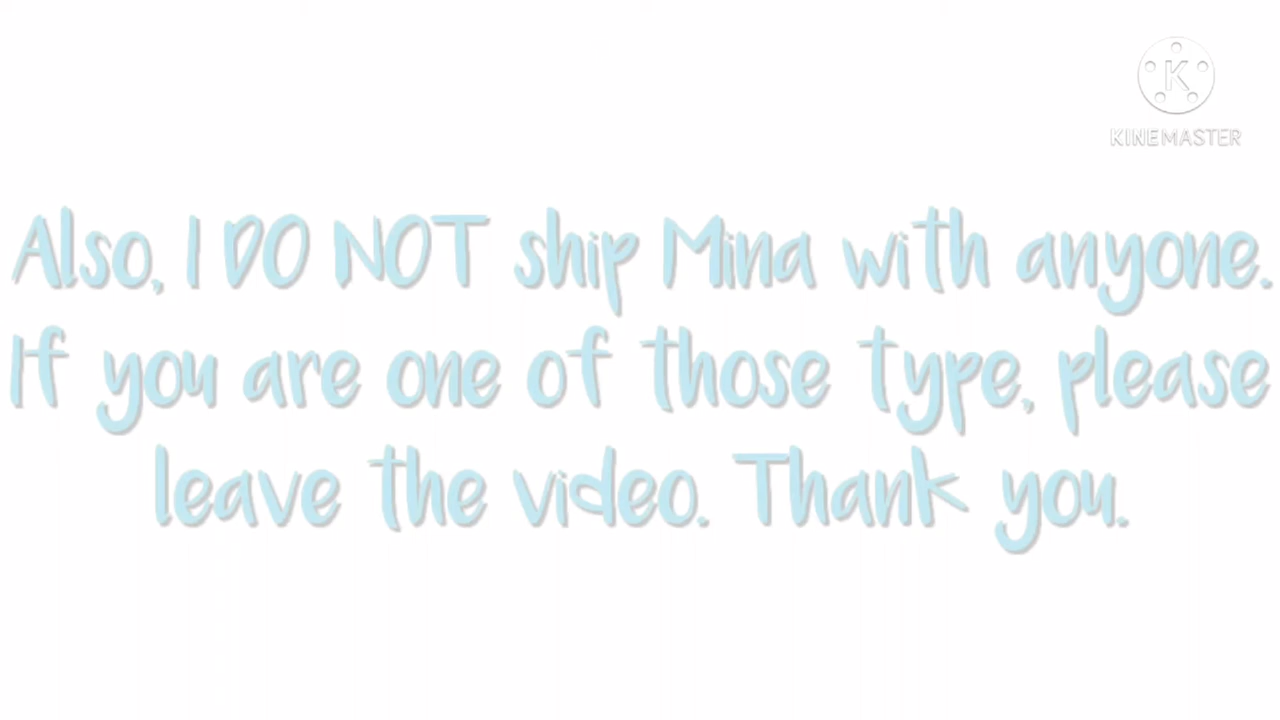 K
KINEMASTER
Also, I DO NOT ship Mina with anyone.
If you are one of those type, please
leave the video. Thank you.